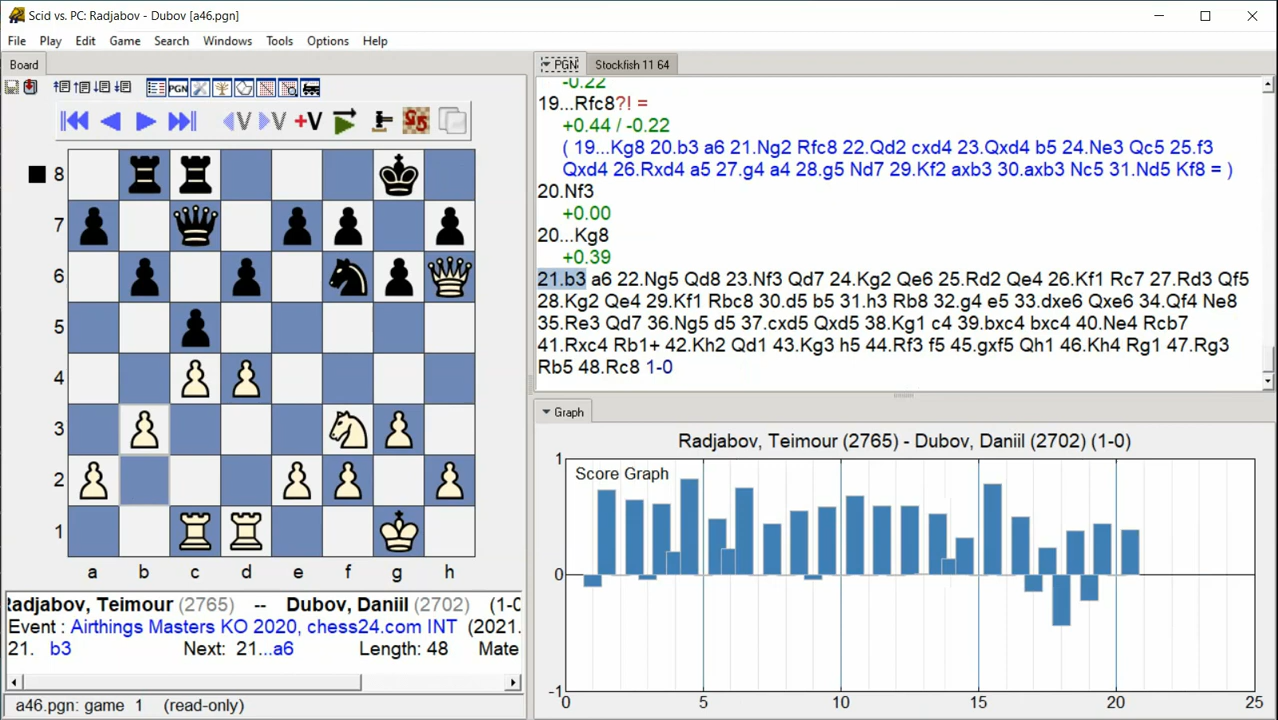 Scid vs. PC: Radjabov - Dubov [a46.pgn]
File Play Edit Game Search Windows Tools Options Help
Board
PGN
V V +V
8
7
6
5
4
3
2
1
a b c d e f g h
Radjabov, Teimour (2765) -- Dubov, Daniil (2702) (1-0
Event : Airthings Masters KO 2020, chess24.com INT (2021.
21. b3 Next: 21...a6 Length: 48 Mate
a46.pgn: game 1 (read-only)
PGN Stockfish 11 64
-0.22
19...Rfc8?! =
+0.44 / -0.22
( 19...Kg8 20.b3 a6 21.Ng2 Rfc8 22.Qd2 cxd4 23.Qxd4 b5 24.Ne3 Qc5 25.f3
Qxd4 26.Rxd4 a5 27.g4 a4 28.g5 Nd7 29.Kf2 axb3 30.axb3 Nc5 31.Nd5 Kf8 = )
20.Nf3
+0.00
20...Kg8
+0.39
21.b3 a6 22.Ng5 Qd8 23.Nf3 Qd7 24.Kg2 Qe6 25.Rd2 Qe4 26.Kf1 Rc7 27.Rd3 Qf5
28.Kg2 Qe4 29.Kf1 Rbc8 30.d5 b5 31.h3 Rb8 32.g4 e5 33.dxe6 Qxe6 34.Qf4 Ne8
35.Re3 Qd7 36.Ng5 d5 37.cxd5 Qxd5 38.Kg1 c4 39.bxc4 bxc4 40.Ne4 Rcb7
41.Rxc4 Rb1+ 42.Kh2 Qd1 43.Kg3 h5 44.Rf3 f5 45.gxf5 Qh1 46.Kh4 Rg1 47.Rg3
Rb5 48.Rc8 1-0
Graph
Radjabov, Teimour (2765) - Dubov, Daniil (2702) (1-0)
Score Graph
1
0
-1
0 5 10 15 20 25